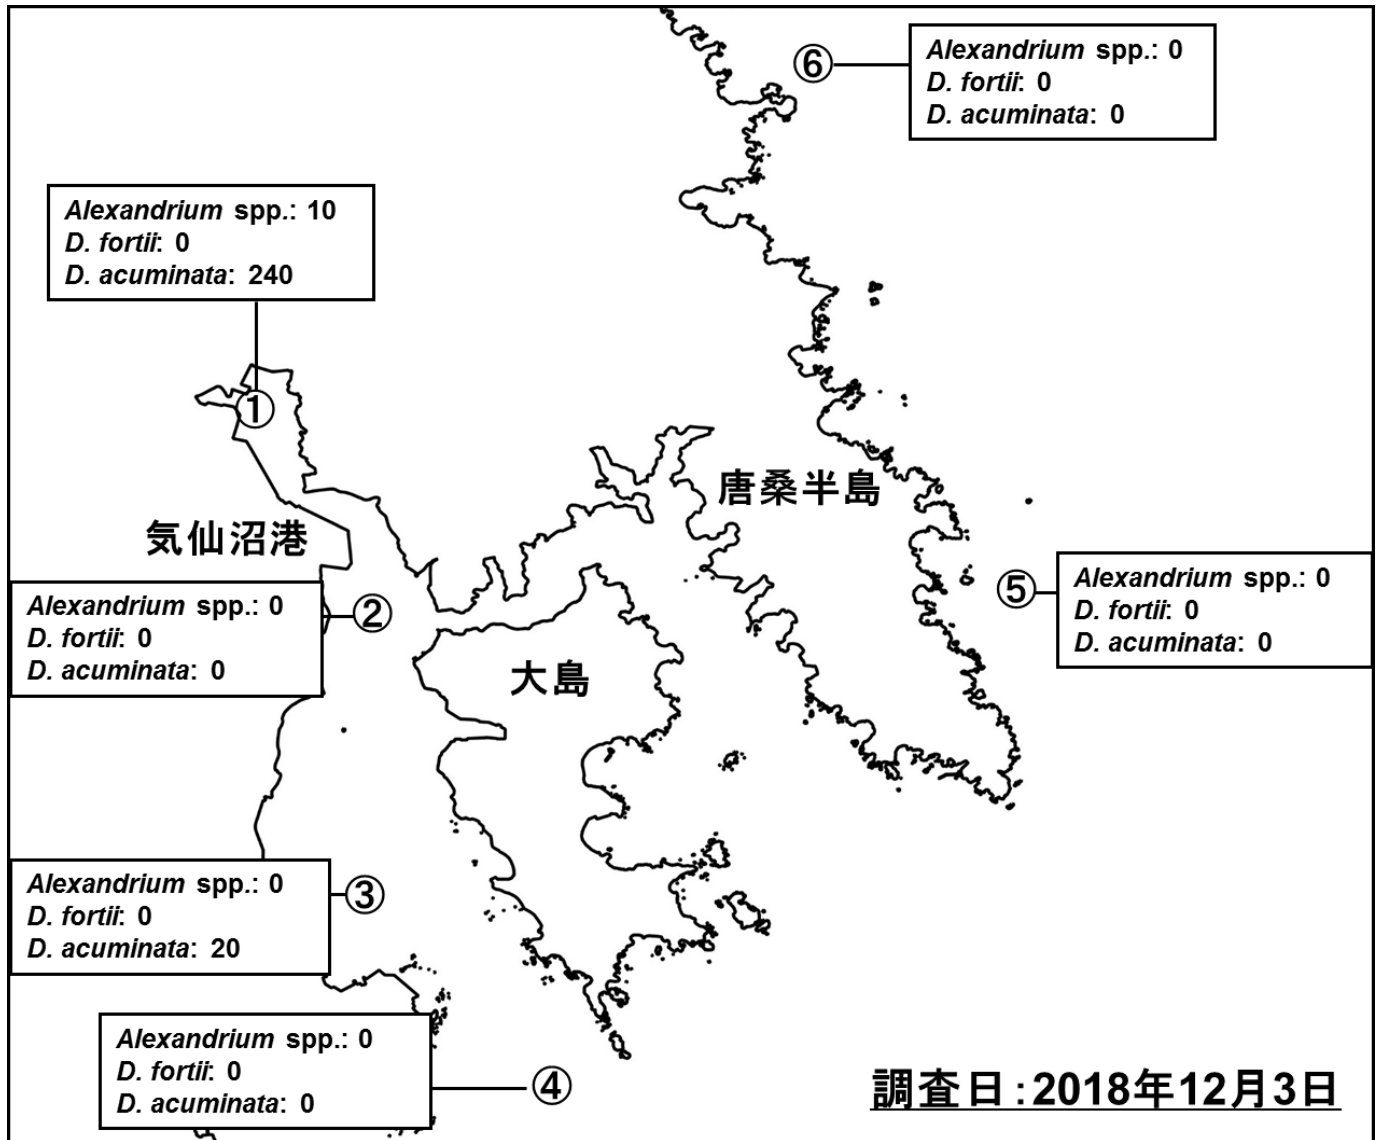 ⑥
Alexandrium spp.: 0
D. fortii: 0
D. acuminata: 0
Alexandrium spp.: 10
D. fortii: 0
D. acuminata: 240
①
唐桑半島
気仙沼港
Alexandrium spp.: 0
D. fortii: 0
D. acuminata: 0
②
⑤
Alexandrium spp.: 0
D. fortii: 0
D. acuminata: 0
大島
Alexandrium spp.: 0
D. fortii: 0
D. acuminata: 20
③
Alexandrium spp.: 0
D. fortii: 0
D. acuminata: 0
④
調査日:2018年12月3日